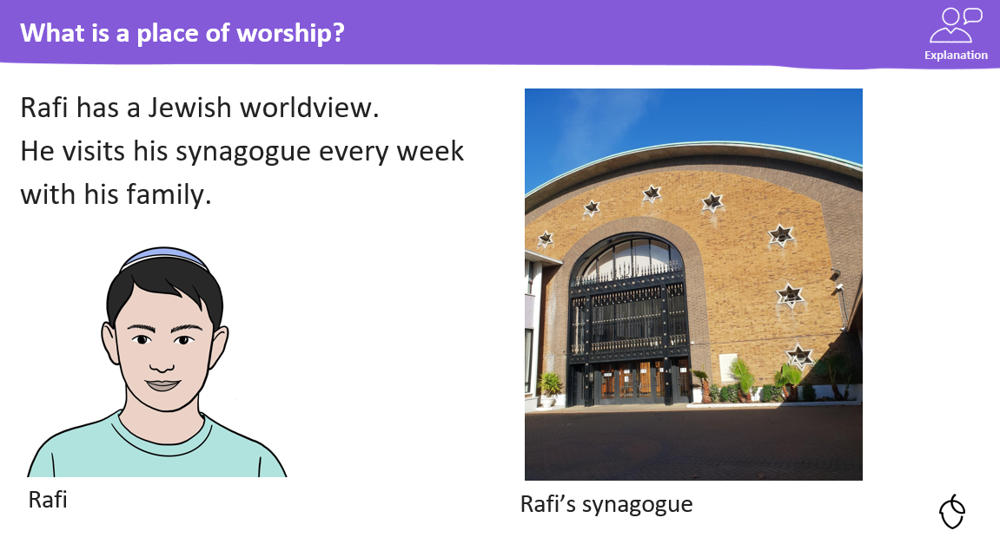 What is a place of worship?
Explanation
Rafi has a Jewish worldview.
He visits his synagogue every week
with his family.
Rafi
Rafi’s synagogue